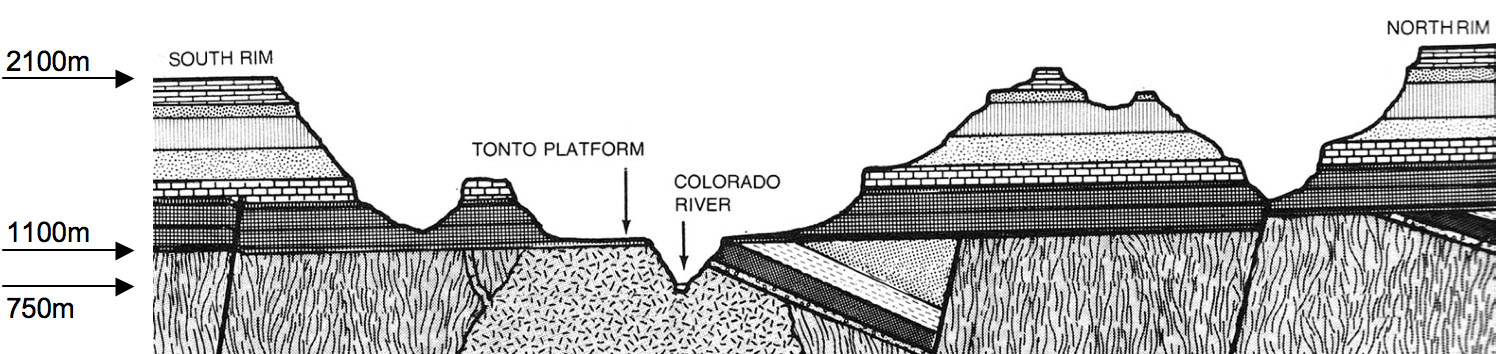 NORTH RIM
2100m
SOUTH RIM
TONTO PLATFORM
COLORADO
RIVER
1100m
750m